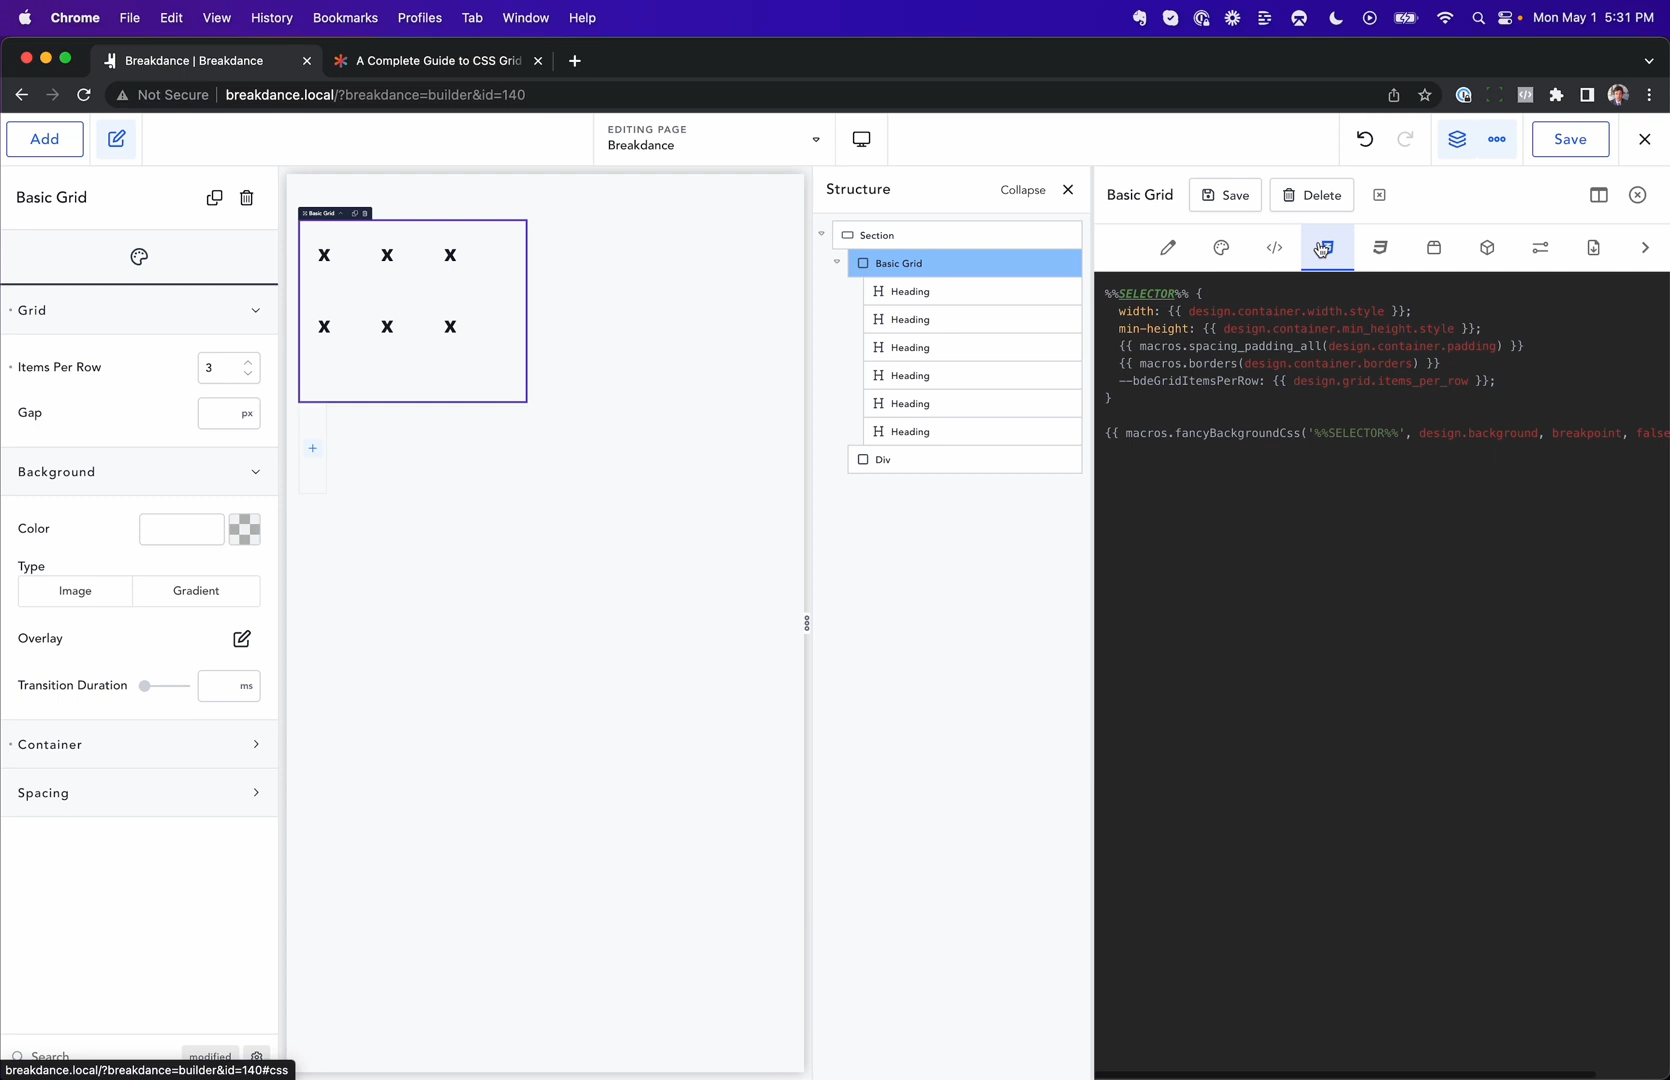 Chrome File Edit View History Bookmarks Profiles Tab Window Help Mon May 1 5:31 PM
Breakdance | Breakdance
A Complete Guide to CSS Grid
Not Secure breakdance.local/?breakdance=builder&id=140
Add
EDITING PAGE
Breakdance
Save
Basic Grid
Grid
Items Per Row 3
Gap px
Background
Color
Type
Image Gradient
Overlay
Transition Duration ms
Container
Spacing
Search modified
breakdance.local/?breakdance=builder&id=140#css
Basic Grid
X X X
X X X
+
Structure Collapse
Section
Basic Grid
Heading
Heading
Heading
Heading
Heading
Heading
Div
Basic Grid Save Delete
%%SELECTOR%% {
width: {{ design.container.width.style }};
min-height: {{ design.container.min_height.style }};
{{ macros.spacing_padding_all(design.container.padding) }}
{{ macros.borders(design.container.borders) }}
--bdeGridItemsPerRow: {{ design.grid.items_per_row }};
}
{{ macros.fancyBackgroundCss('%%SELECTOR%%', design.background, breakpoint, false